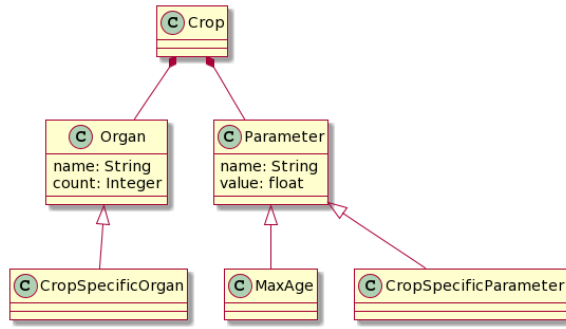 C Crop
C Organ
name: String
count: Integer
C Parameter
name: String
value: float
C CropSpecificOrgan
C MaxAge
C CropSpecificParameter